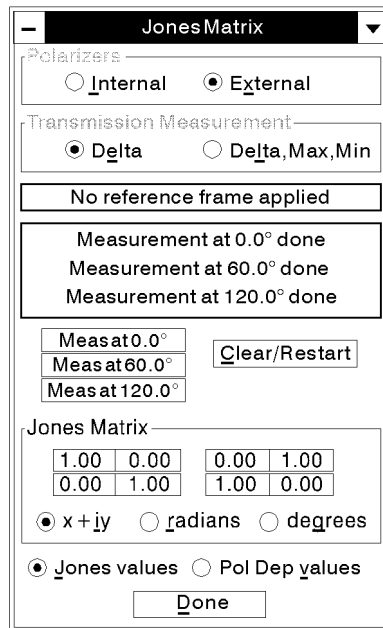 Jones Matrix
Polarizers
Internal External
Transmission Measurement
Delta Delta,Max,Min
No reference frame applied
Measurement at 0.0° done
Measurement at 60.0° done
Measurement at 120.0° done
Meas at 0.0°
Meas at 60.0°
Meas at 120.0°
Clear/Restart
Jones Matrix
1.00 0.00 0.00 1.00
0.00 1.00 1.00 0.00
x + iy radians degrees
Jones values Pol Dep values
Done